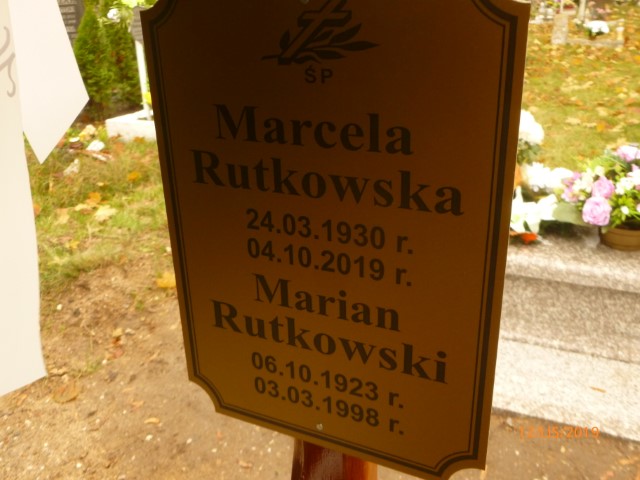 ŚP
Marcela
Rutkowska
24.03.1930 r.
04.10.2019 r.
Marian
Rutkowski
06.10.1923 r.
03.03.1998 r.